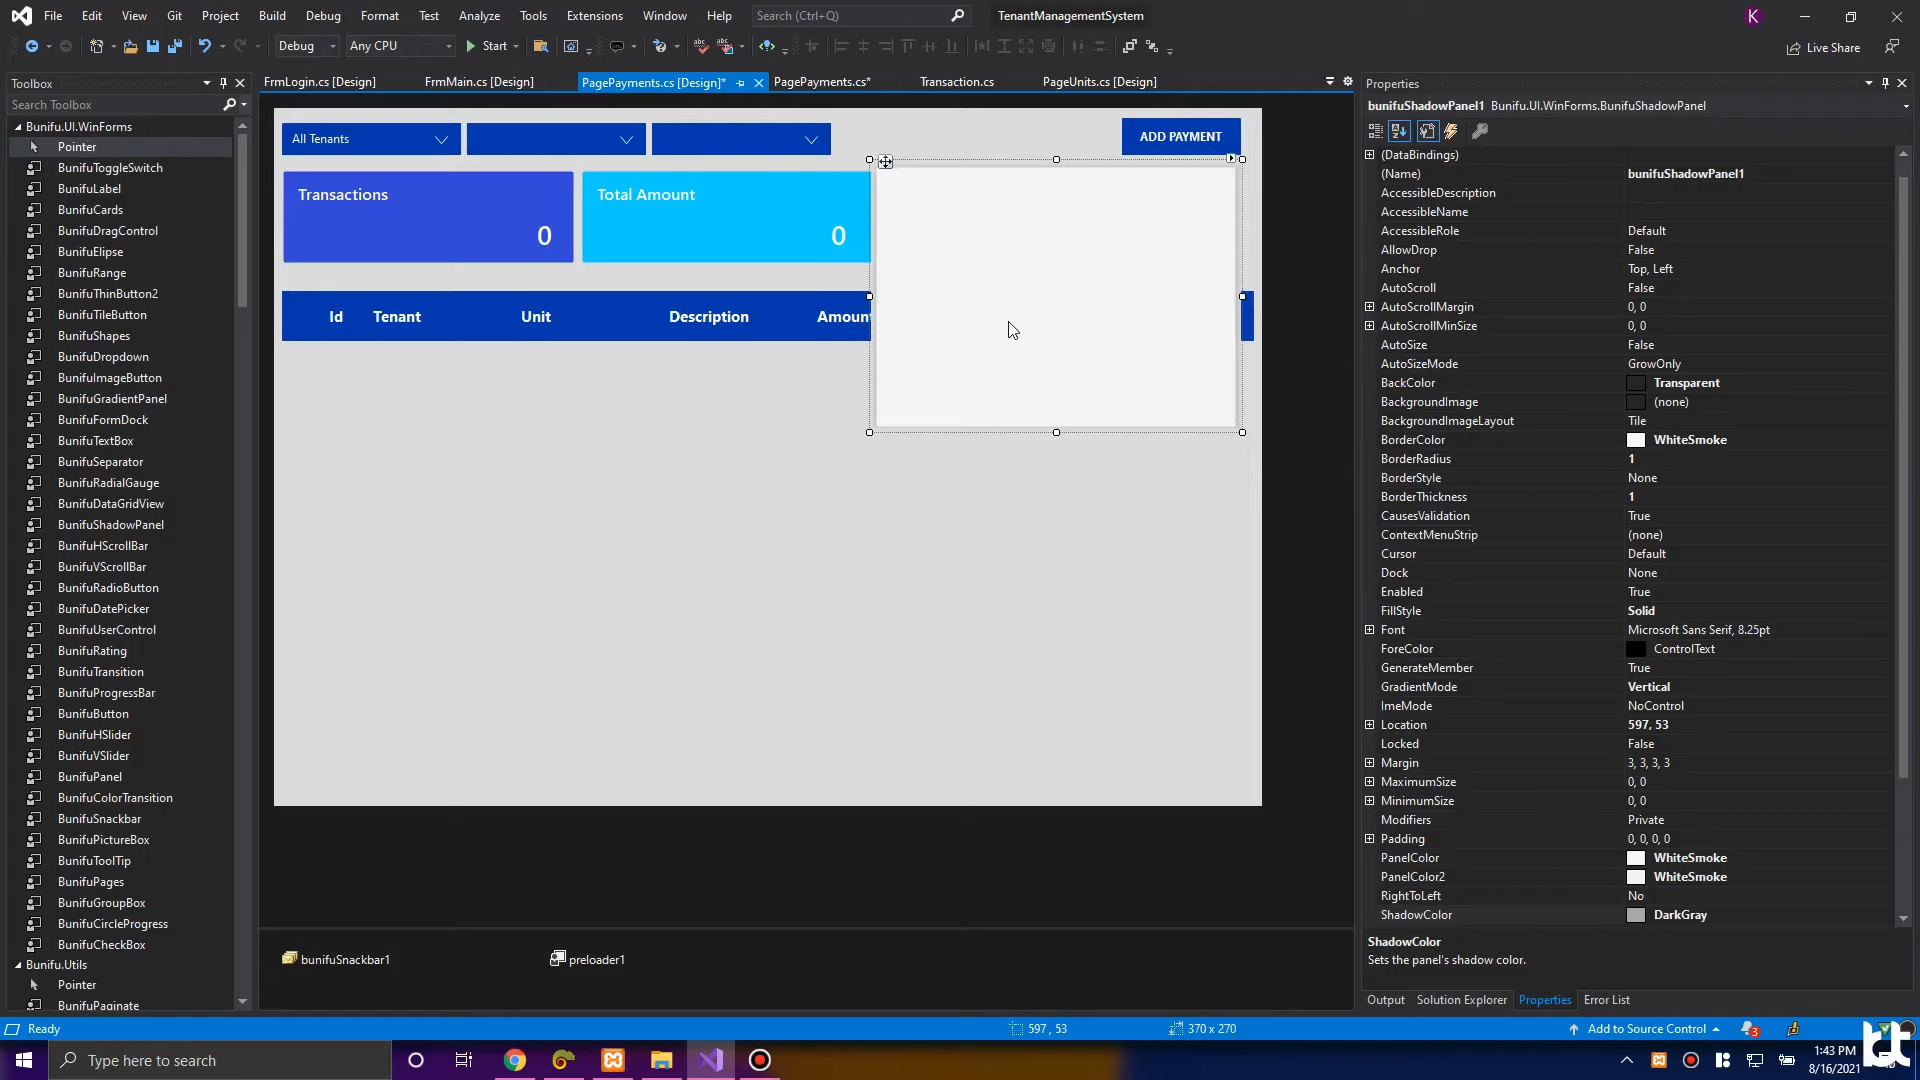 File Edit View Git Project Build Debug Format Test Analyze Tools Extensions Window Help Search (Ctrl+Q) TenantManagementSystem K
Debug Any CPU Start Live Share
Toolbox
Search Toolbox
Bunifu.UI.WinForms
Pointer
BunifuToggleSwitch
BunifuLabel
BunifuCards
BunifuDragControl
BunifuElipse
BunifuRange
BunifuThinButton2
BunifuTileButton
BunifuShapes
BunifuDropdown
BunifuImageButton
BunifuGradientPanel
BunifuFormDock
BunifuTextBox
BunifuSeparator
BunifuRadialGauge
BunifuDataGridView
BunifuShadowPanel
BunifuHScrollBar
BunifuVScrollBar
BunifuRadioButton
BunifuDatePicker
BunifuUserControl
BunifuRating
BunifuTransition
BunifuProgressBar
BunifuButton
BunifuHSlider
BunifuVSlider
BunifuPanel
BunifuColorTransition
BunifuSnackbar
BunifuPictureBox
BunifuToolTip
BunifuPages
BunifuGroupBox
BunifuCircleProgress
BunifuCheckBox
Bunifu.Utils
Pointer
BunifuPaginate
FrmLogin.cs [Design] FrmMain.cs [Design] PagePayments.cs [Design]* PagePayments.cs* Transaction.cs PageUnits.cs [Design]
All Tenants ADD PAYMENT
Transactions Total Amount
0 0
Id Tenant Unit Description Amount
bunifuSnackbar1 preloader1
Properties
bunifuShadowPanel1 Bunifu.UI.WinForms.BunifuShadowPanel
(DataBindings)
(Name) bunifuShadowPanel1
AccessibleDescription
AccessibleName
AccessibleRole Default
AllowDrop False
Anchor Top, Left
AutoScroll False
AutoScrollMargin 0, 0
AutoScrollMinSize 0, 0
AutoSize False
AutoSizeMode GrowOnly
BackColor Transparent
BackgroundImage (none)
BackgroundImageLayout Tile
BorderColor WhiteSmoke
BorderRadius 1
BorderStyle None
BorderThickness 1
CausesValidation True
ContextMenuStrip (none)
Cursor Default
Dock None
Enabled True
FillStyle Solid
Font Microsoft Sans Serif, 8.25pt
ForeColor ControlText
GenerateMember True
GradientMode Vertical
ImeMode NoControl
Location 597, 53
Locked False
Margin 3, 3, 3, 3
MaximumSize 0, 0
MinimumSize 0, 0
Modifiers Private
Padding 0, 0, 0, 0
PanelColor WhiteSmoke
PanelColor2 WhiteSmoke
RightToLeft No
ShadowColor DarkGray
ShadowColor
Sets the panel's shadow color.
Output Solution Explorer Properties Error List
Ready 597 , 53 370 x 270 Add to Source Control 3
Type here to search
1:43 PM
8/16/2021